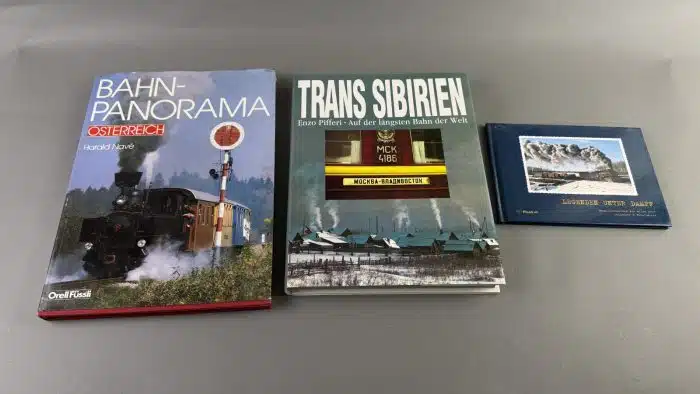 BAHN-
PANORAMA
ÖSTERREICH
Harald Navé
Orell Füssli
TRANS SIBIRIEN
Enzo Pifferi · Auf der längsten Bahn der Welt
МСК
4186
МОСКВА-ВЛАДИВОСТОК
LEGENDEN UNTER DAMPF